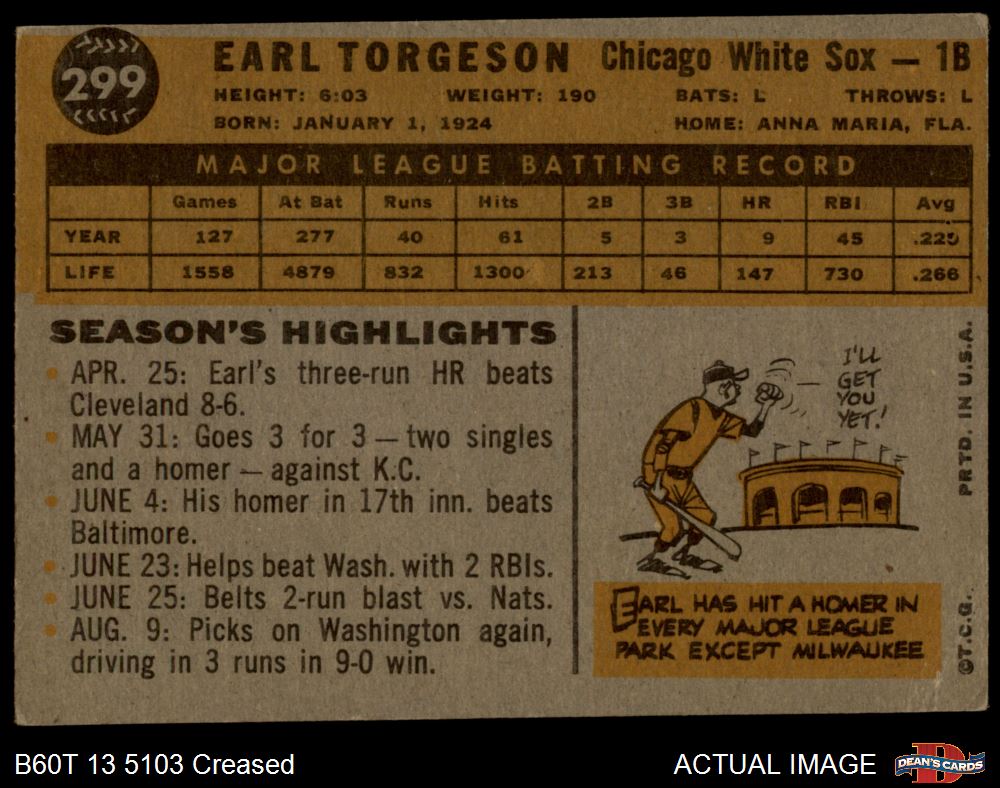 299
EARL TORGESON Chicago White Sox — 1B
HEIGHT: 6:03 WEIGHT: 190 BATS: L THROWS: L
BORN: JANUARY 1, 1924 HOME: ANNA MARIA, FLA.
MAJOR LEAGUE BATTING RECORD
Games At Bat Runs Hits 2B 3B HR RBI Avg
YEAR 127 277 40 61 5 3 9 45 .220
LIFE 1558 4879 832 1300 213 46 147 730 .266
SEASON'S HIGHLIGHTS
• APR. 25: Earl's three-run HR beats
Cleveland 8-6.
• MAY 31: Goes 3 for 3 — two singles
and a homer — against K.C.
• JUNE 4: His homer in 17th inn. beats
Baltimore.
• JUNE 23: Helps beat Wash. with 2 RBIs.
• JUNE 25: Belts 2-run blast vs. Nats.
• AUG. 9: Picks on Washington again,
driving in 3 runs in 9-0 win.
I'LL
GET
YOU
YET!
EARL HAS HIT A HOMER IN
EVERY MAJOR LEAGUE
PARK EXCEPT MILWAUKEE
PRTD. IN U.S.A.
©T.C.G.
B60T 13 5103 Creased
ACTUAL IMAGE
DEAN'S CARDS